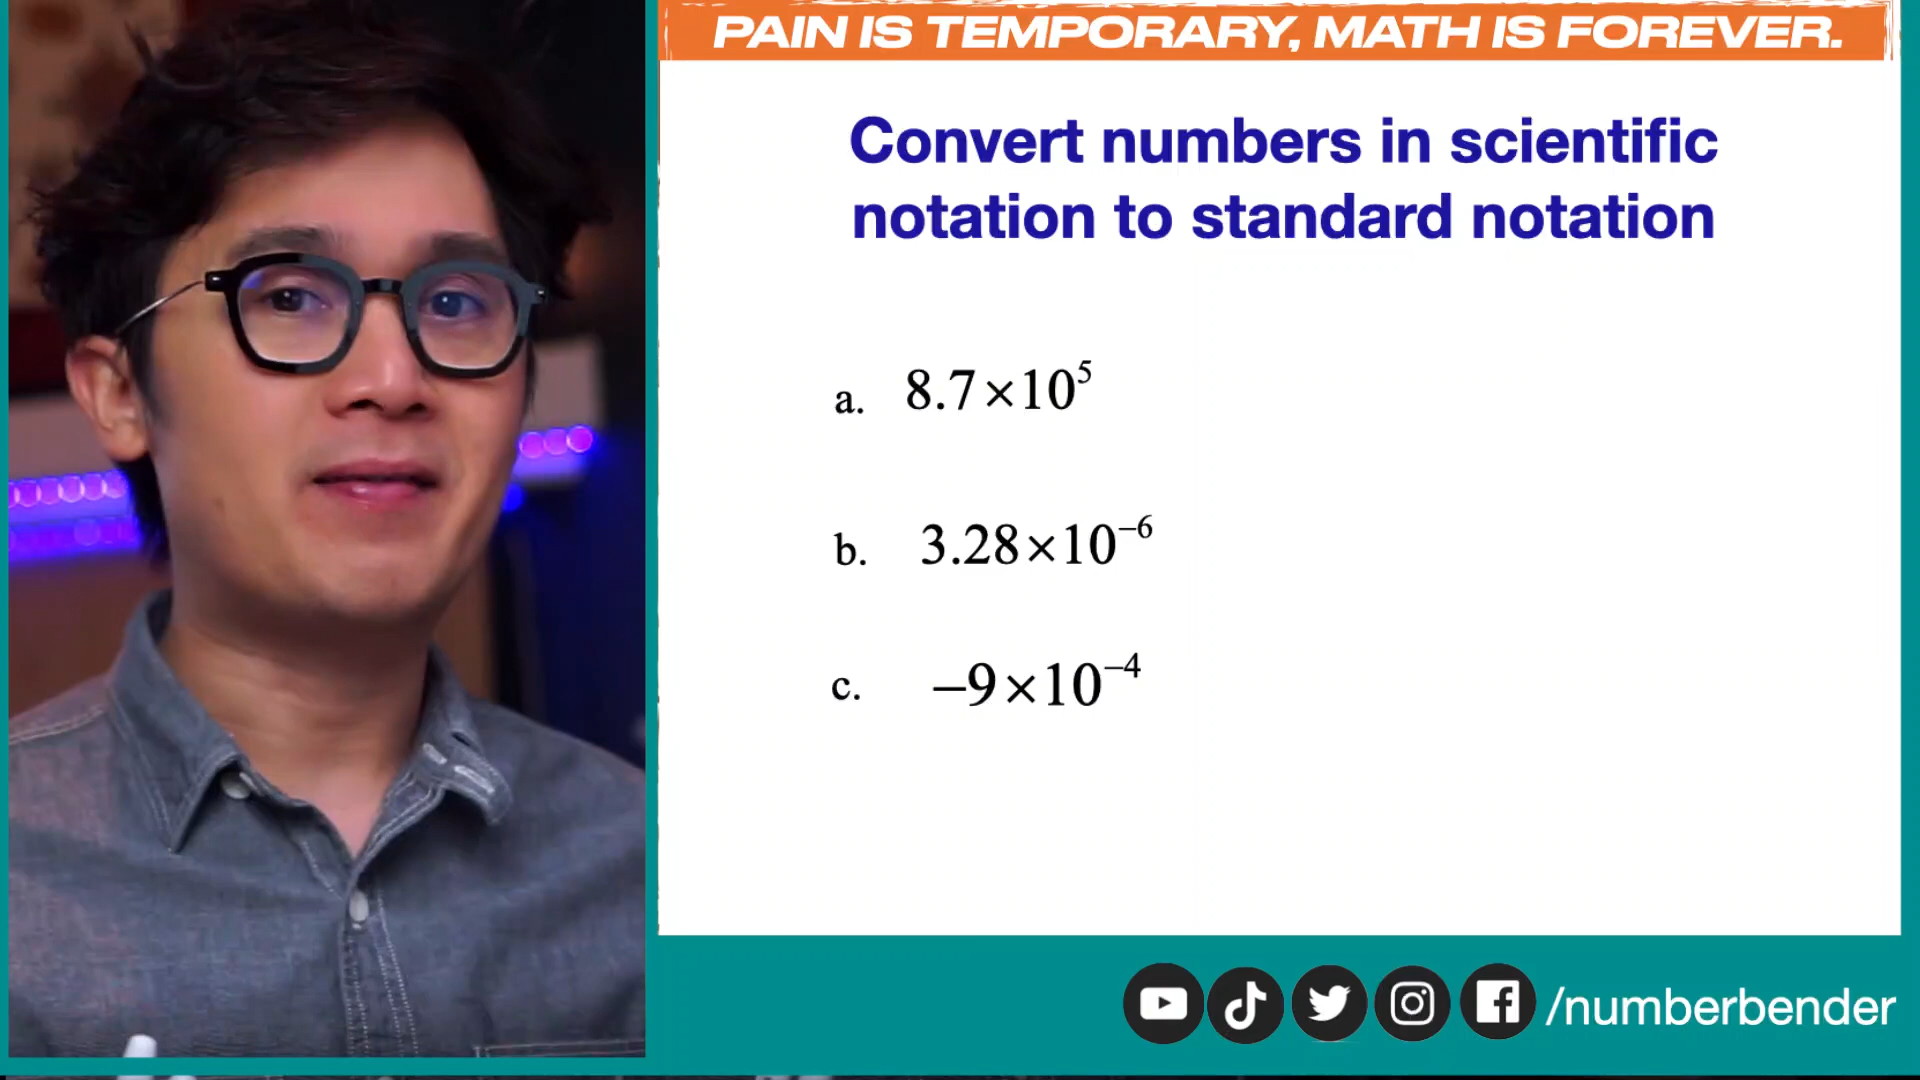 PAIN IS TEMPORARY, MATH IS FOREVER.
Convert numbers in scientific
notation to standard notation
a. 8.7×10⁵
b. 3.28×10⁻⁶
c. –9×10⁻⁴
/numberbender